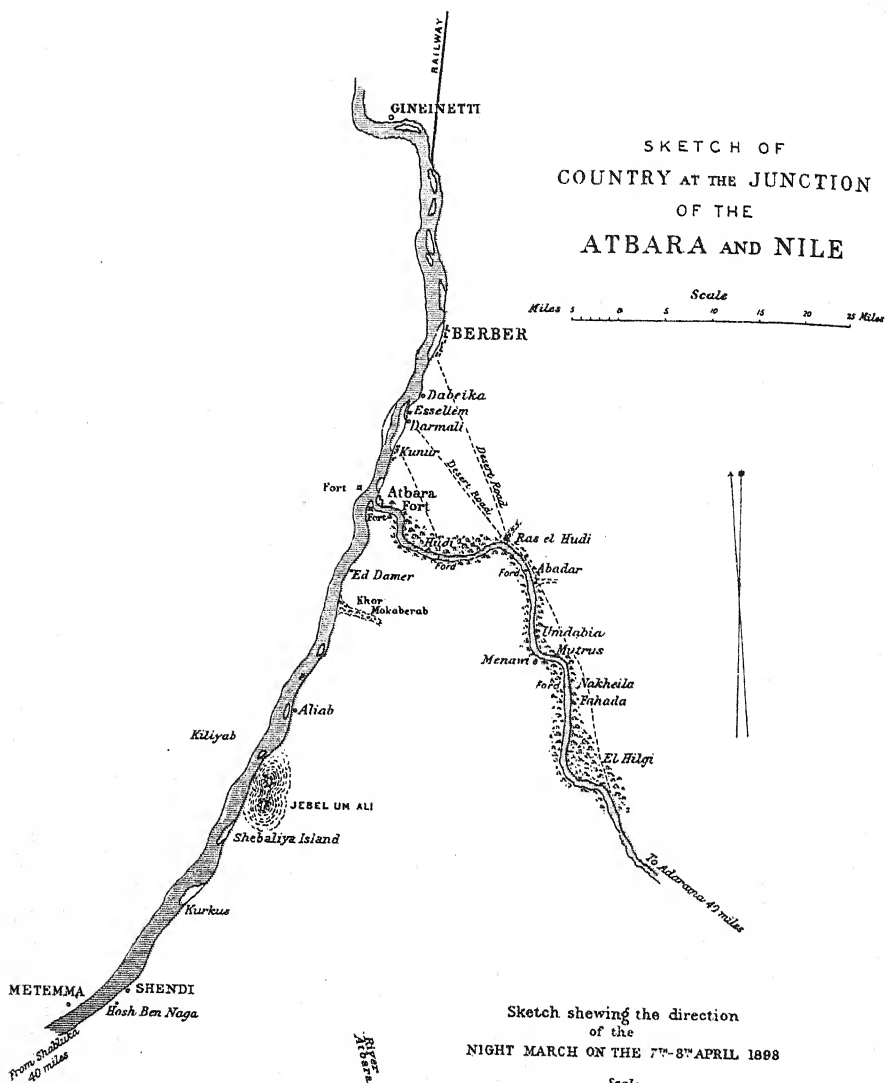 RAILWAY
GINEINETTI
SKETCH OF
COUNTRY AT THE JUNCTION
OF THE
ATBARA AND NILE
Scale
Miles 5 0 5 10 15 20 25 Miles
BERBER
Dabeika
Essellem
Darmali
Kunur
Desert Road
Desert Road
Fort
Atbara
Fort
Fort
Hudi
Ford
Ras el Hudi
Ford
Abadar
Ed Damer
Khor
Mokaberab
Umdabia
Mutrus
Menawi
Ford
Nakheila
Fahada
Aliab
Kiliyab
El Hilgi
JEBEL UM ALI
Shebaliya Island
To Adarama 40 miles
Kurkus
METEMMA
SHENDI
Hosh Ben Naga
From Shabluka
40 miles
River
Atbara
Sketch shewing the direction
of the
NIGHT MARCH ON THE 7TH-8TH APRIL 1898
Scale